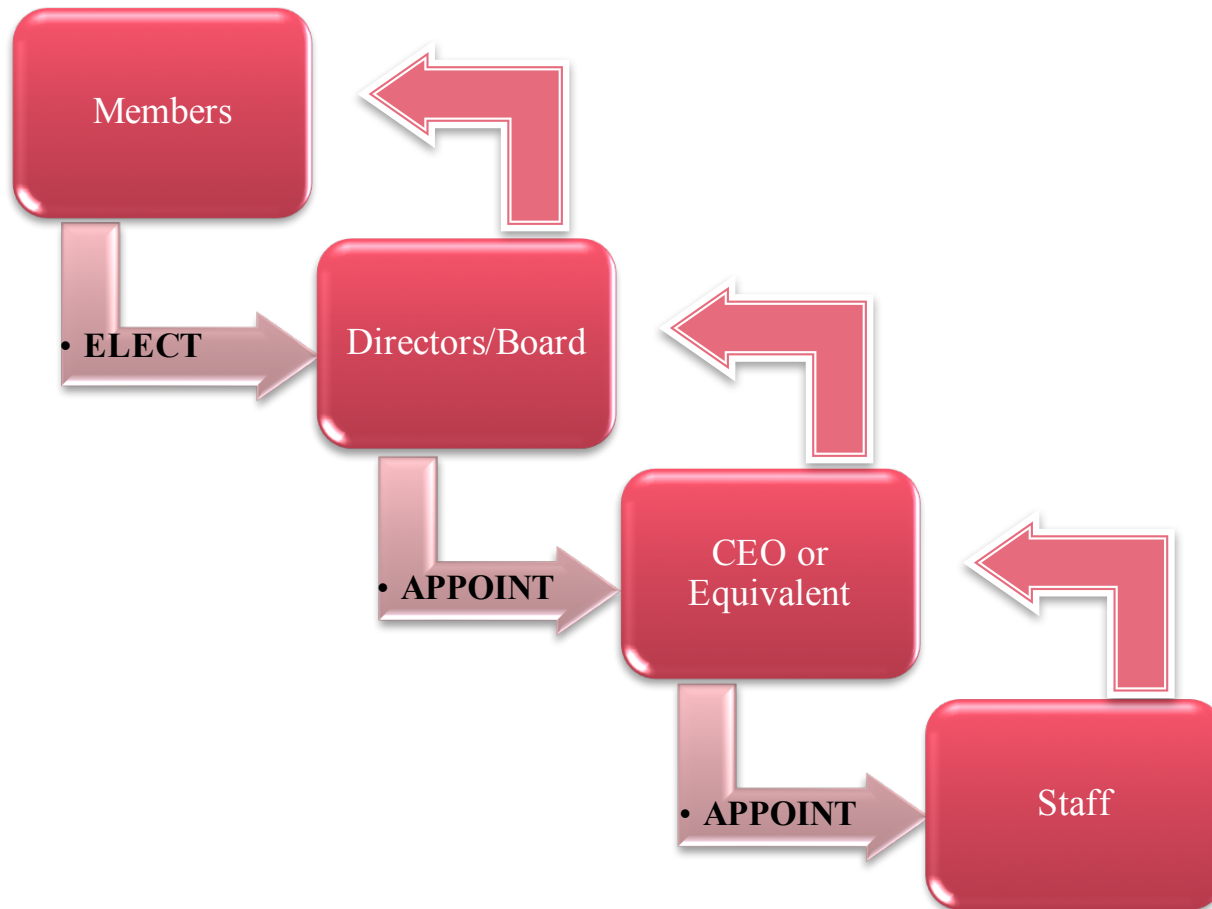 Members
• ELECT
Directors/Board
• APPOINT
CEO or
Equivalent
• APPOINT
Staff